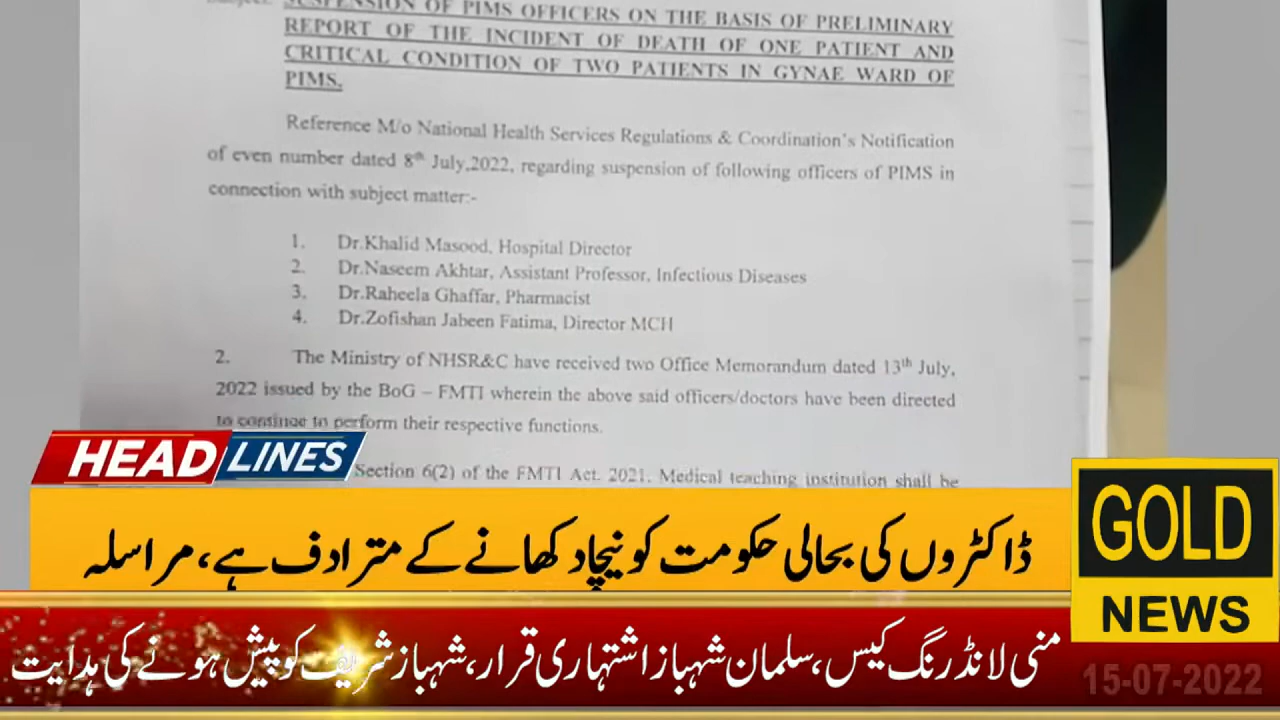 SUSPENSION OF PIMS OFFICERS ON THE BASIS OF PRELIMINARY
REPORT OF THE INCIDENT OF DEATH OF ONE PATIENT AND
CRITICAL CONDITION OF TWO PATIENTS IN GYNAE WARD OF
PIMS.
Reference M/o National Health Services Regulations & Coordination's Notification
of even number dated 8th July,2022, regarding suspension of following officers of PIMS in
connection with subject matter:-
1. Dr.Khalid Masood, Hospital Director
2. Dr.Naseem Akhtar, Assistant Professor, Infectious Diseases
3. Dr.Raheela Ghaffar, Pharmacist
4. Dr.Zofishan Jabeen Fatima, Director MCH
2. The Ministry of NHSR&C have received two Office Memorandum dated 13th July,
2022 issued by the BoG – FMTI wherein the above said officers/doctors have been directed
to continue to perform their respective functions.
Section 6(2) of the FMTI Act. 2021. Medical teaching institution shall be
HEADLINES
ڈاکٹروں کی بحالی حکومت کو نیچا دکھانے کے مترادف ہے، مراسلہ
GOLD
NEWS
منی لانڈرنگ کیس، سلمان شہباز اشتہاری قرار، شہباز شریف کو پیش ہونے کی ہدایت
15-07-2022